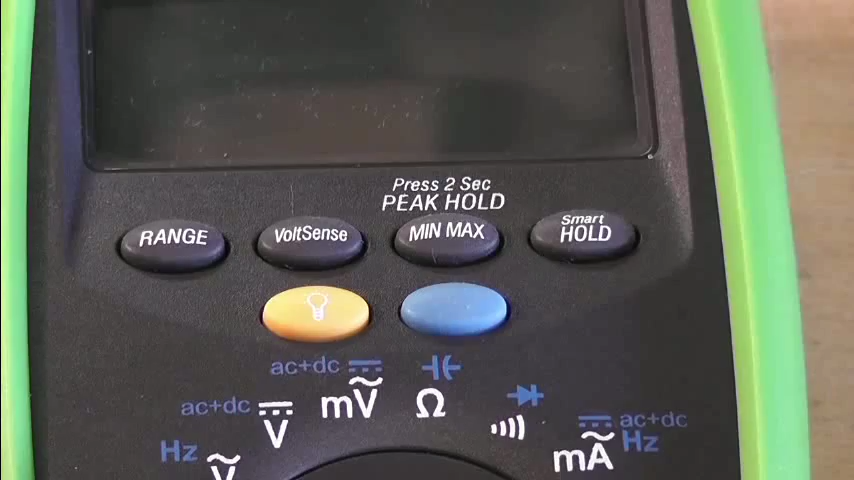 Press 2 Sec
PEAK HOLD
RANGE
VoltSense
MIN MAX
Smart
HOLD
ac+dc
mV
Ω
ac+dc
V
Hz
V
ac+dc
Hz
mA